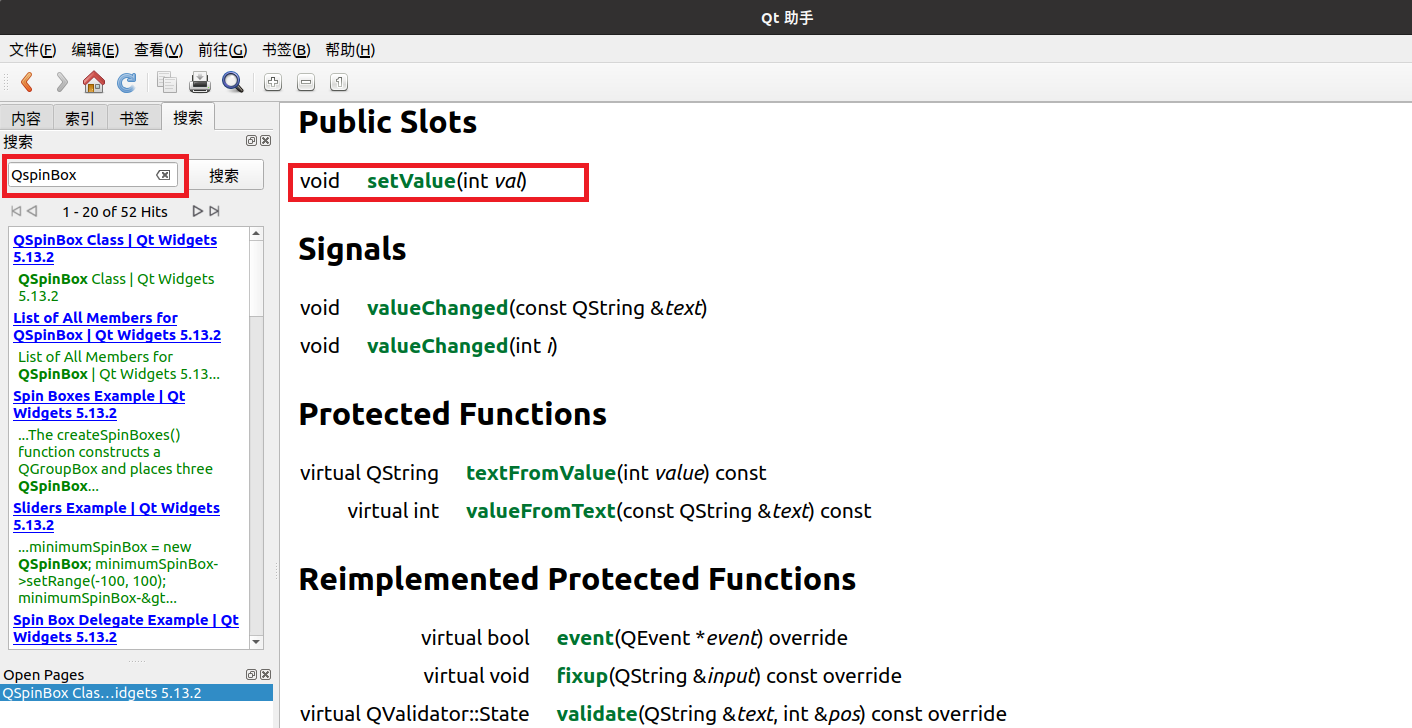 Qt 助手
文件(F) 编辑(E) 查看(V) 前往(G) 书签(B) 帮助(H)
内容 索引 书签 搜索
搜索
QspinBox 搜索
1 - 20 of 52 Hits
QSpinBox Class | Qt Widgets
5.13.2
QSpinBox Class | Qt Widgets
5.13.2
List of All Members for
QSpinBox | Qt Widgets 5.13.2
List of All Members for
QSpinBox | Qt Widgets 5.13...
Spin Boxes Example | Qt
Widgets 5.13.2
...The createSpinBoxes()
function constructs a
QGroupBox and places three
QSpinBox...
Sliders Example | Qt Widgets
5.13.2
...minimumSpinBox = new
QSpinBox; minimumSpinBox-
>setRange(-100, 100);
minimumSpinBox-&gt...
Spin Box Delegate Example | Qt
Widgets 5.13.2
Open Pages
QSpinBox Clas...idgets 5.13.2
Public Slots
void setValue(int val)
Signals
void valueChanged(const QString &text)
void valueChanged(int i)
Protected Functions
virtual QString textFromValue(int value) const
virtual int valueFromText(const QString &text) const
Reimplemented Protected Functions
virtual bool event(QEvent *event) override
virtual void fixup(QString &input) const override
virtual QValidator::State validate(QString &text, int &pos) const override